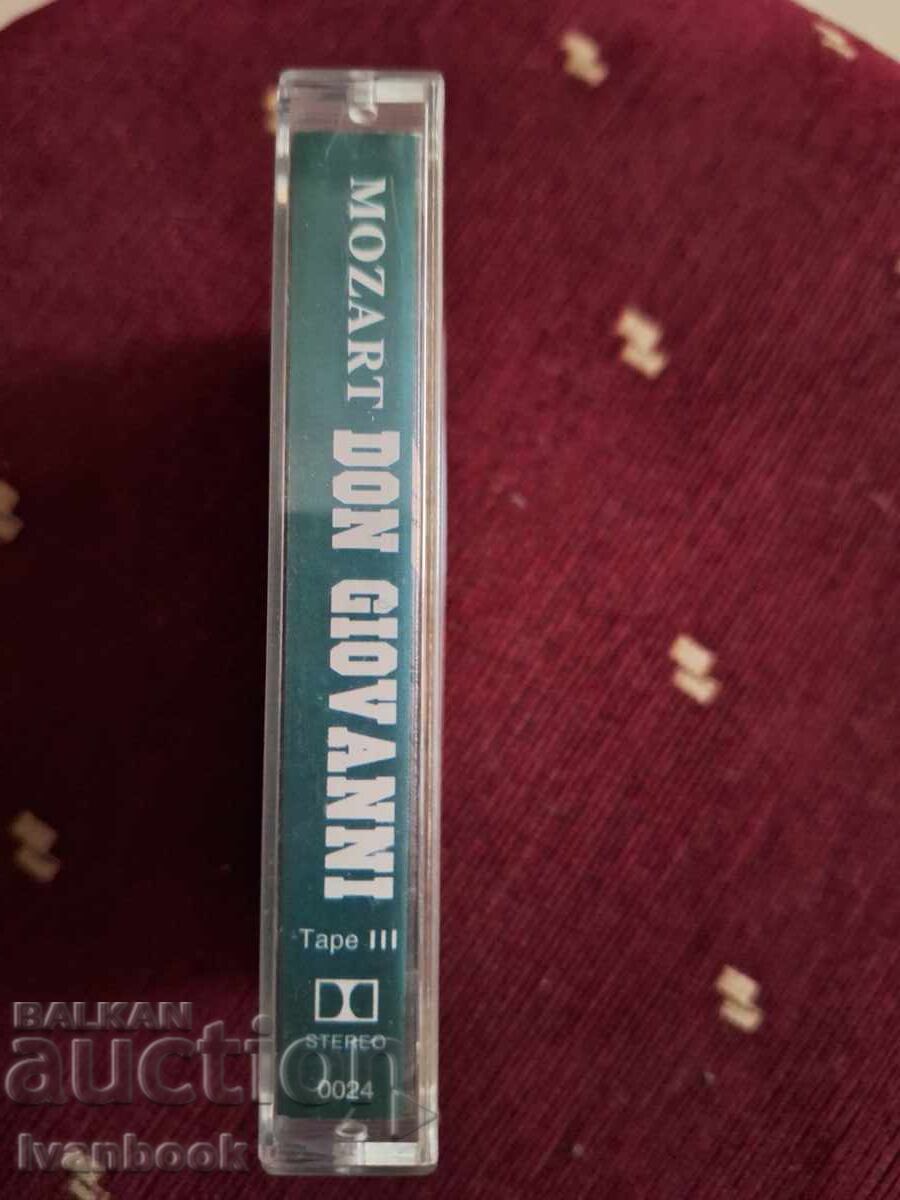 MOZART DON GIOVANNI
Tape III
STEREO
0024
BALKAN
auction
Ivanbook